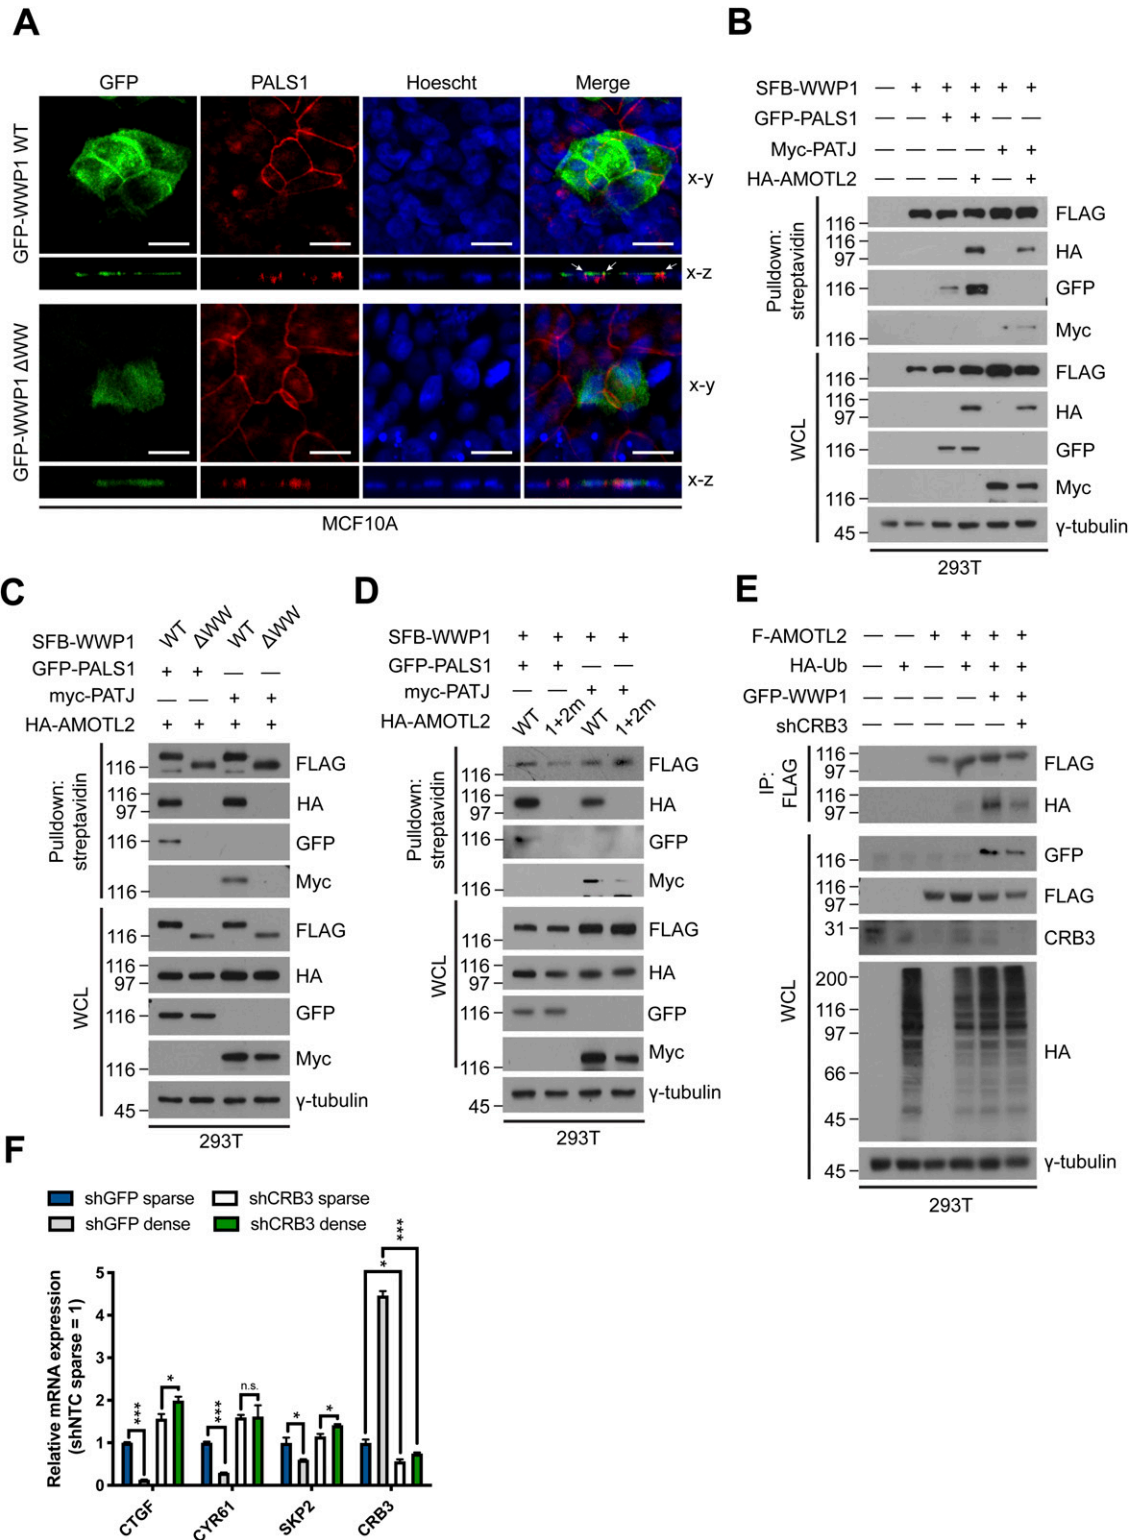 A
GFP PALS1 Hoescht Merge
GFP-WWP1 WT
x-y
x-z
GFP-WWP1 ΔWW
x-y
x-z
MCF10A
B
SFB-WWP1 — + + + + +
GFP-PALS1 — — + + — —
Myc-PATJ — — — — + +
HA-AMOTL2 — — — + — +
Pulldown: streptavidin
116 FLAG
116
97 HA
116 GFP
116 Myc
WCL
116 FLAG
116
97 HA
116 GFP
116 Myc
45 γ-tubulin
293T
C
SFB-WWP1 WT ΔWW WT ΔWW
GFP-PALS1 + + — —
myc-PATJ — — + +
HA-AMOTL2 + + + +
Pulldown: streptavidin
116 FLAG
116
97 HA
116 GFP
116 Myc
WCL
116 FLAG
116
97 HA
116 GFP
116 Myc
45 γ-tubulin
293T
D
SFB-WWP1 + + + +
GFP-PALS1 + + — —
myc-PATJ — — + +
HA-AMOTL2 WT 1+2m WT 1+2m
Pulldown: streptavidin
116 FLAG
116
97 HA
116 GFP
116 Myc
WCL
116 FLAG
116
97 HA
116 GFP
116 Myc
45 γ-tubulin
293T
E
F-AMOTL2 — — + + + +
HA-Ub — + — + + +
GFP-WWP1 — — — — + +
shCRB3 — — — — — +
IP: FLAG
116
97 FLAG
116
97 HA
WCL
116 GFP
116
97 FLAG
31 CRB3
200
116
97
HA
66
45
45 γ-tubulin
293T
F
shGFP sparse shCRB3 sparse
shGFP dense shCRB3 dense
Relative mRNA expression
(shNTC sparse = 1)
5
4
3
2
1
0
*** * *** n.s. * * * ***
CTGF CYR61 SKP2 CRB3